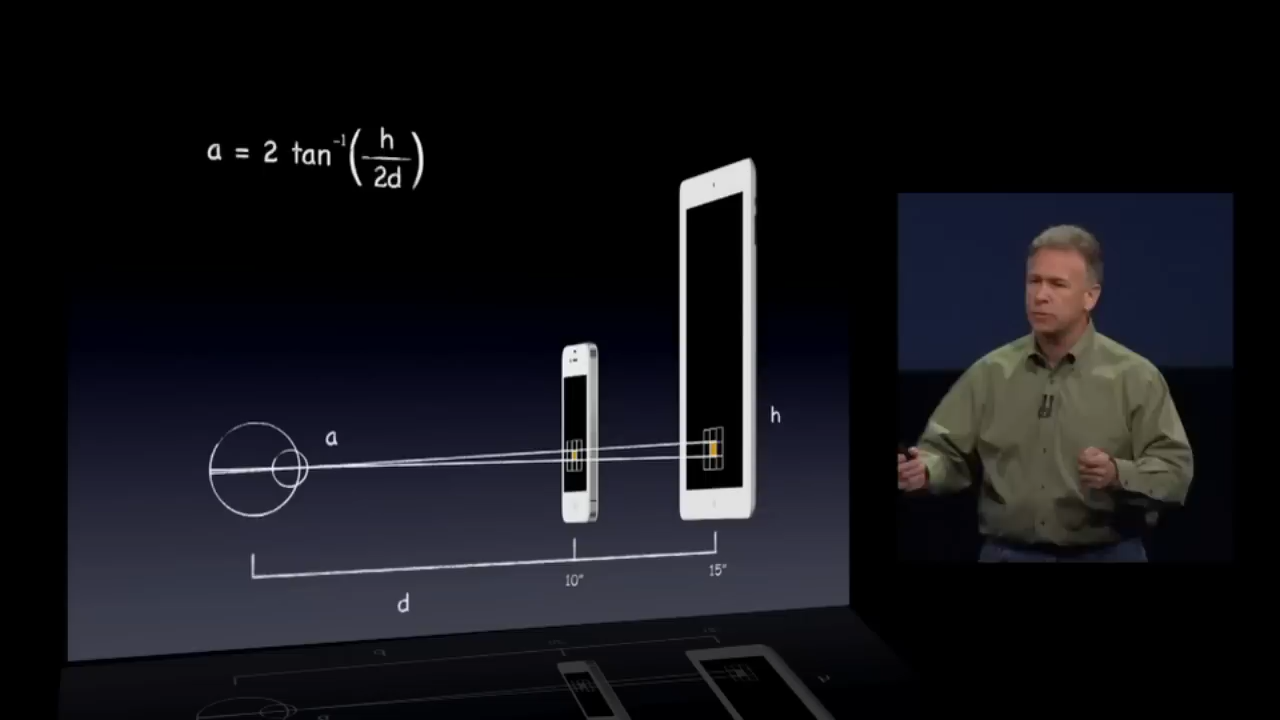 a = 2 tan⁻¹(h/2d)
a
h
10"
15"
d